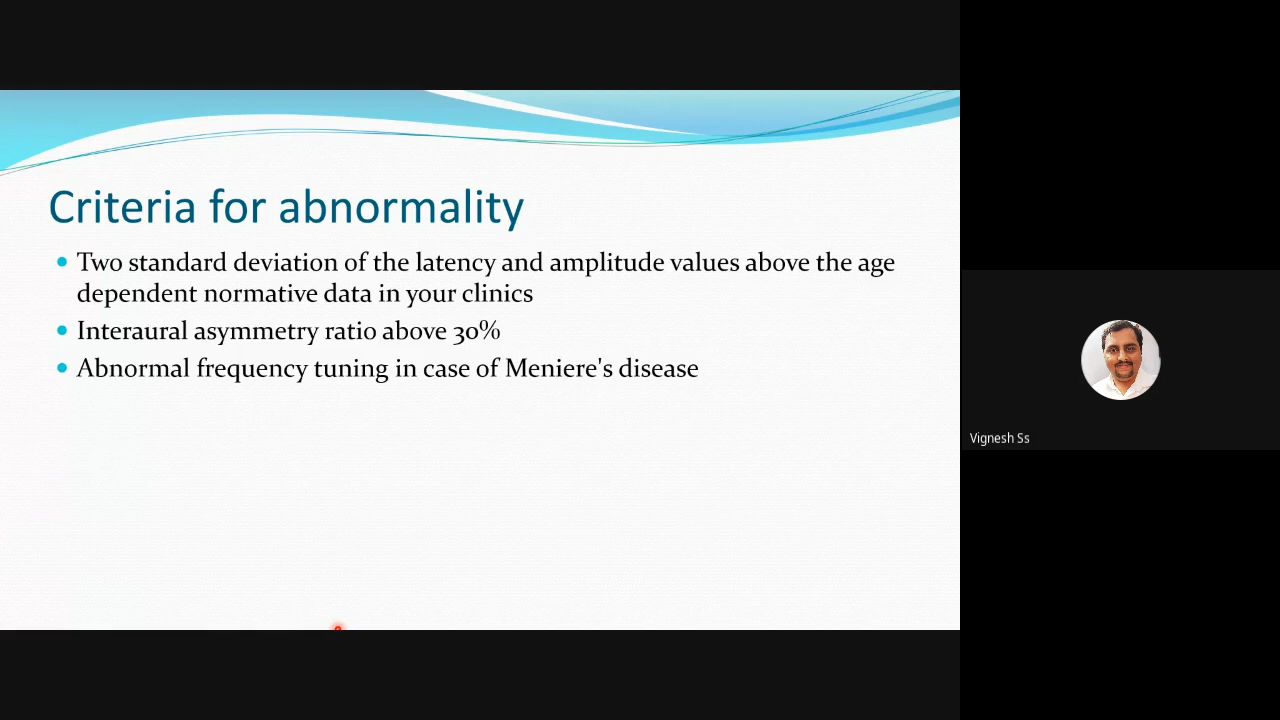 Criteria for abnormality
Two standard deviation of the latency and amplitude values above the age
dependent normative data in your clinics
Interaural asymmetry ratio above 30%
Abnormal frequency tuning in case of Meniere's disease
Vignesh Ss